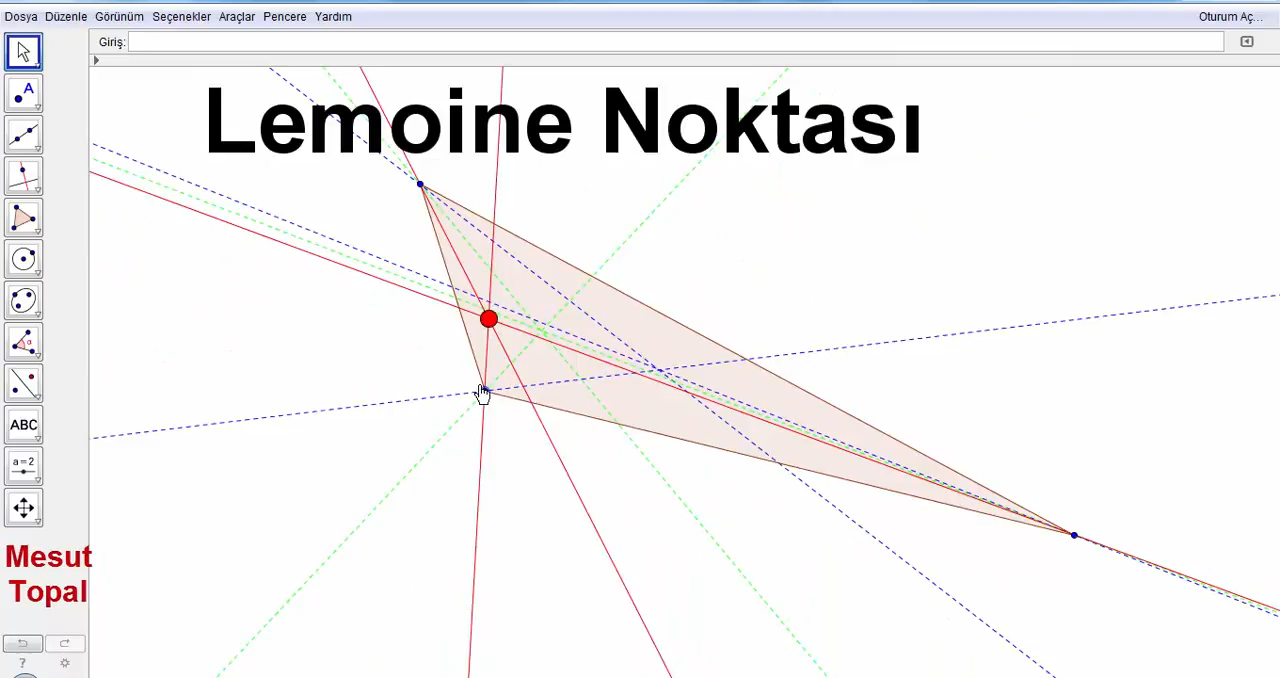 Dosya Düzenle Görünüm Seçenekler Araçlar Pencere Yardım Oturum Aç...
Giriş:
Lemoine Noktası
A
α
ABC
a=2
Mesut
Topal
?